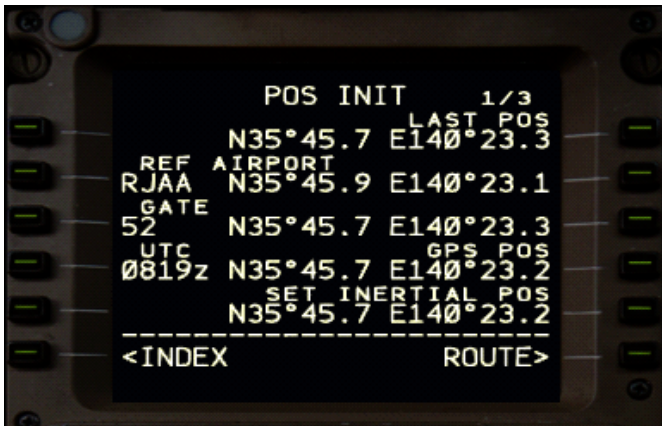 POS INIT 1/3
LAST POS
N35°45.7 E140°23.3
REF AIRPORT
RJAA N35°45.9 E140°23.1
GATE
52 N35°45.7 E140°23.3
UTC GPS POS
0819z N35°45.7 E140°23.2
SET INERTIAL POS
N35°45.7 E140°23.2
--------------------------
<INDEX ROUTE>